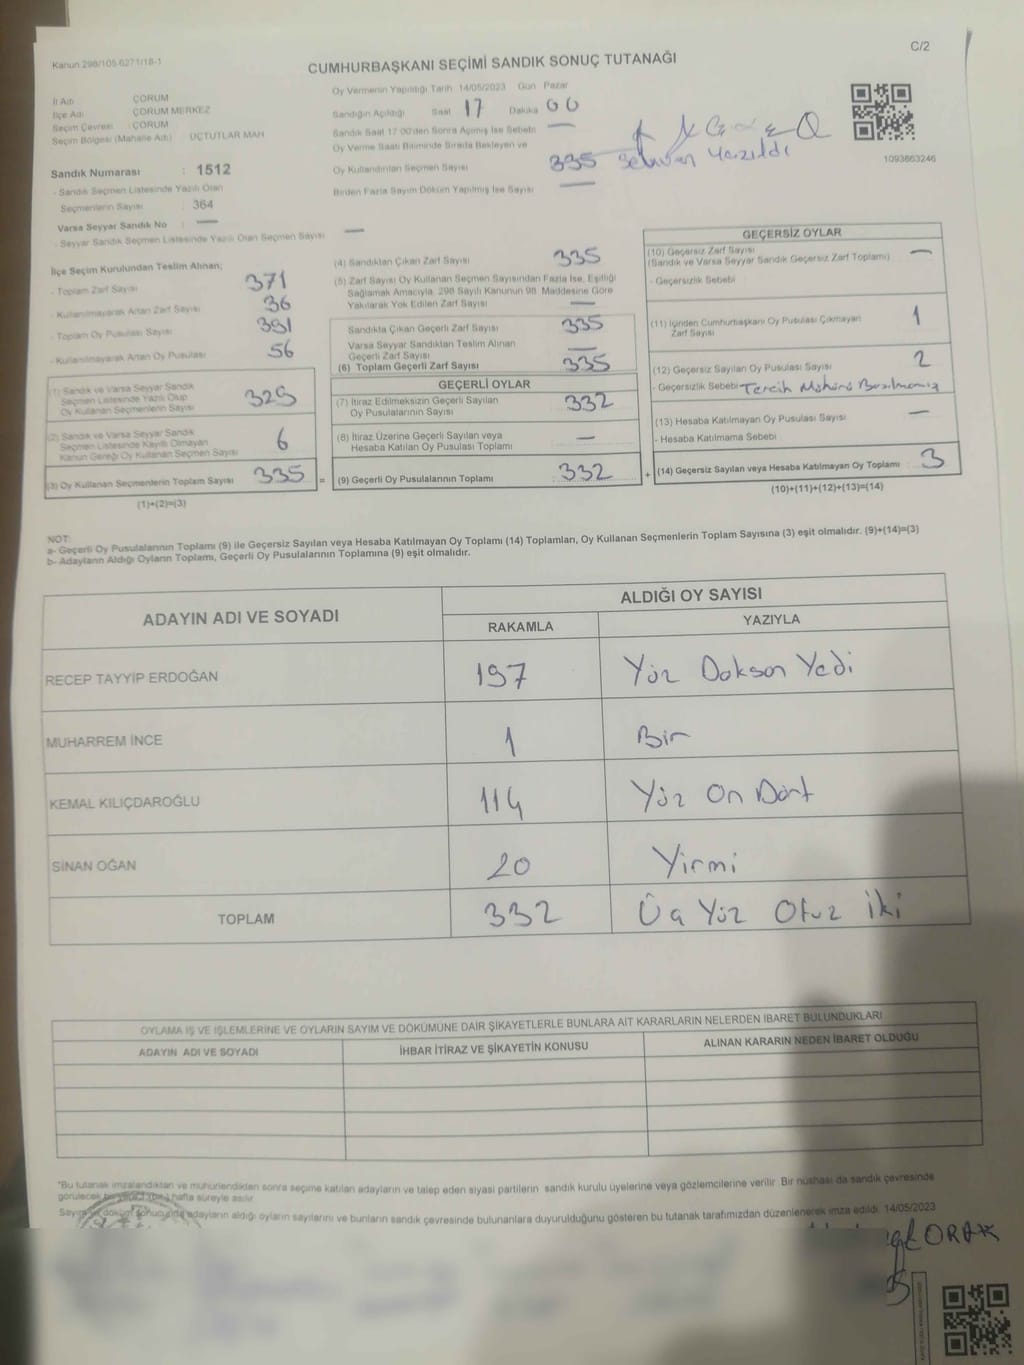 Kanun 298/105-6271/18-1
C/2
CUMHURBAŞKANI SEÇİMİ SANDIK SONUÇ TUTANAĞI
İl Adı : ÇORUM
İlçe Adı : ÇORUM MERKEZ
Seçim Çevresi : ÇORUM
Seçim Bölgesi (Mahalle Adı) : ÜÇTUTLAR MAH
Sandık Numarası : 1512
- Sandık Seçmen Listesinde Yazılı Olan
Seçmenlerin Sayısı : 364
Varsa Seyyar Sandık No : —
- Seyyar Sandık Seçmen Listesinde Yazılı Olan Seçmen Sayısı —
Oy Vermenin Yapıldığı Tarih 14/05/2023 Gün Pazar
Sandığın Açıldığı Saat 17 Dakika 00
Sandık Saat 17:00'den Sonra Açılmış İse Sebebi —
Oy Verme Saati Bitiminde Sırada Bekleyen ve
Oy Kullandırılan Seçmen Sayısı 335 Sehven Yazıldı
Birden Fazla Sayım Döküm Yapılmış İse Sayısı —
1093663246
İlçe Seçim Kurulundan Teslim Alınan;
- Toplam Zarf Sayısı 371
- Kullanılmayarak Artan Zarf Sayısı 36
- Toplam Oy Pusulası Sayısı 391
- Kullanılmayarak Artan Oy Pusulası 56
(1) Sandık ve Varsa Seyyar Sandık
Seçmen Listesinde Yazılı Olup
Oy Kullanan Seçmenlerin Sayısı 329
(2) Sandık ve Varsa Seyyar Sandık
Seçmen Listesinde Kayıtlı Olmayan
Kanun Gereği Oy Kullanan Seçmen Sayısı 6
(3) Oy Kullanan Seçmenlerin Toplam Sayısı 335 =
(1)+(2)=(3)
(4) Sandıktan Çıkan Zarf Sayısı 335
(5) Zarf Sayısı Oy Kullanan Seçmen Sayısından Fazla İse, Eşitliği
Sağlamak Amacıyla, 298 Sayılı Kanunun 98. Maddesine Göre
Yakılarak Yok Edilen Zarf Sayısı —
Sandıkta Çıkan Geçerli Zarf Sayısı 335
Varsa Seyyar Sandıktan Teslim Alınan
Geçerli Zarf Sayısı —
(6) Toplam Geçerli Zarf Sayısı 335
GEÇERLİ OYLAR
(7) İtiraz Edilmeksizin Geçerli Sayılan
Oy Pusulalarının Sayısı 332
(8) İtiraz Üzerine Geçerli Sayılan veya
Hesaba Katılan Oy Pusulası Toplamı —
(9) Geçerli Oy Pusulalarının Toplamı 332 +
GEÇERSİZ OYLAR
(10) Geçersiz Zarf Sayısı —
(Sandık ve Varsa Seyyar Sandık Geçersiz Zarf Toplamı)
- Geçersizlik Sebebi
(11) İçinden Cumhurbaşkanı Oy Pusulası Çıkmayan
Zarf Sayısı 1
(12) Geçersiz Sayılan Oy Pusulası Sayısı 2
- Geçersizlik Sebebi Tercih Mührü Basılmamış
(13) Hesaba Katılmayan Oy Pusulası Sayısı —
- Hesaba Katılmama Sebebi
(14) Geçersiz Sayılan veya Hesaba Katılmayan Oy Toplamı 3
(10)+(11)+(12)+(13)=(14)
NOT:
a- Geçerli Oy Pusulalarının Toplamı (9) ile Geçersiz Sayılan veya Hesaba Katılmayan Oy Toplamı (14) Toplamları, Oy Kullanan Seçmenlerin Toplam Sayısına (3) eşit olmalıdır. (9)+(14)=(3)
b- Adayların Aldığı Oyların Toplamı, Geçerli Oy Pusulalarının Toplamına (9) eşit olmalıdır.
ADAYIN ADI VE SOYADI
ALDIĞI OY SAYISI
RAKAMLA YAZIYLA
RECEP TAYYİP ERDOĞAN 197 Yüz Doksan Yedi
MUHARREM İNCE 1 Bir
KEMAL KILIÇDAROĞLU 114 Yüz On Dört
SİNAN OĞAN 20 Yirmi
TOPLAM 332 Üç Yüz Otuz İki
OYLAMA İŞ VE İŞLEMLERİNE VE OYLARIN SAYIM VE DÖKÜMÜNE DAİR ŞİKAYETLERLE BUNLARA AİT KARARLARIN NELERDEN İBARET BULUNDUKLARI
ADAYIN ADI VE SOYADI İHBAR İTİRAZ VE ŞİKAYETİN KONUSU ALINAN KARARIN NEDEN İBARET OLDUĞU
*Bu tutanak imzalandıktan ve mühürlendikten sonra seçime katılan adayların ve talep eden siyasi partilerin sandık kurulu üyelerine veya gözlemcilerine verilir. Bir nüshası da sandık çevresinde
görülecek bir yere (bir) hafta süreyle asılır.
Sayım ve döküm sonucunda adayların aldığı oyların sayılarını ve bunların sandık çevresinde bulunanlara duyurulduğunu gösteren bu tutanak tarafımızdan düzenlenerek imza edildi. 14/05/2023
ORAK